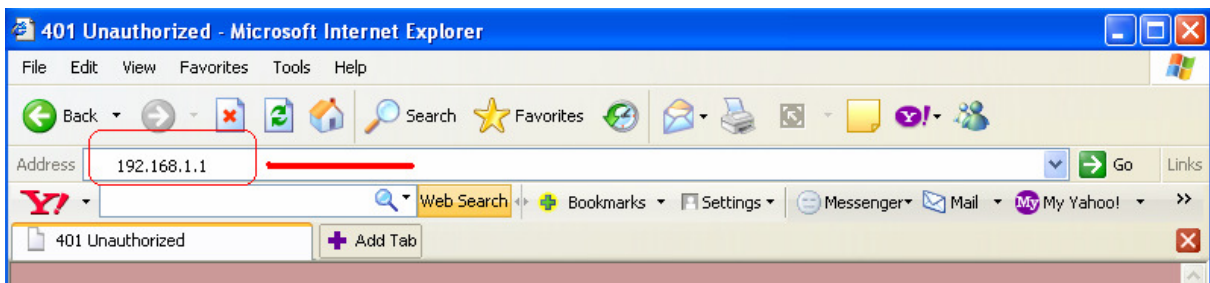 401 Unauthorized - Microsoft Internet Explorer
File Edit View Favorites Tools Help
Back Search Favorites Y!
Address 192.168.1.1 Go Links
Y! Web Search Bookmarks Settings Messenger Mail My My Yahoo! >>
401 Unauthorized Add Tab